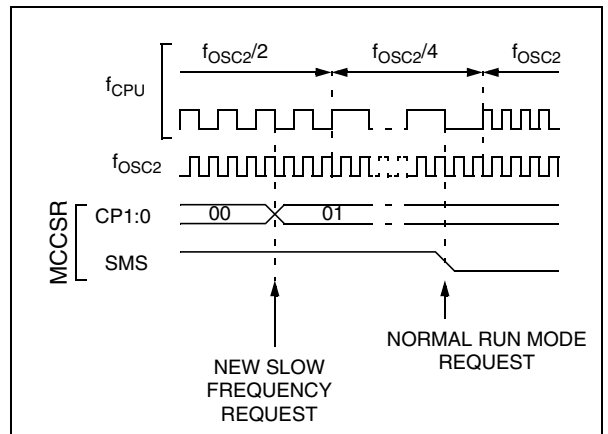 fOSC2/2 fOSC2/4 fOSC2
fCPU
fOSC2
MCCSR
CP1:0 00 01
SMS
NEW SLOW
FREQUENCY
REQUEST
NORMAL RUN MODE
REQUEST